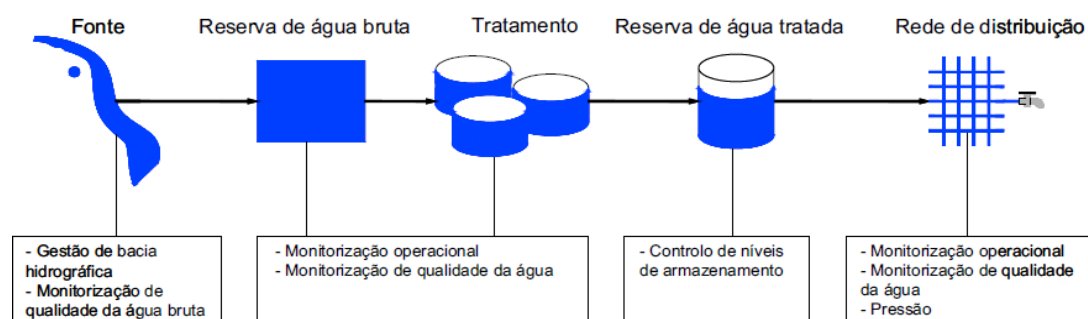 Fonte
Reserva de água bruta
Tratamento
Reserva de água tratada
Rede de distribuição
- Gestão de bacia
hidrográfica
- Monitorização de
qualidade da água bruta
- Monitorização operacional
- Monitorização de qualidade da água
- Controlo de níveis
de armazenamento
- Monitorização operacional
- Monitorização de qualidade
da água
- Pressão